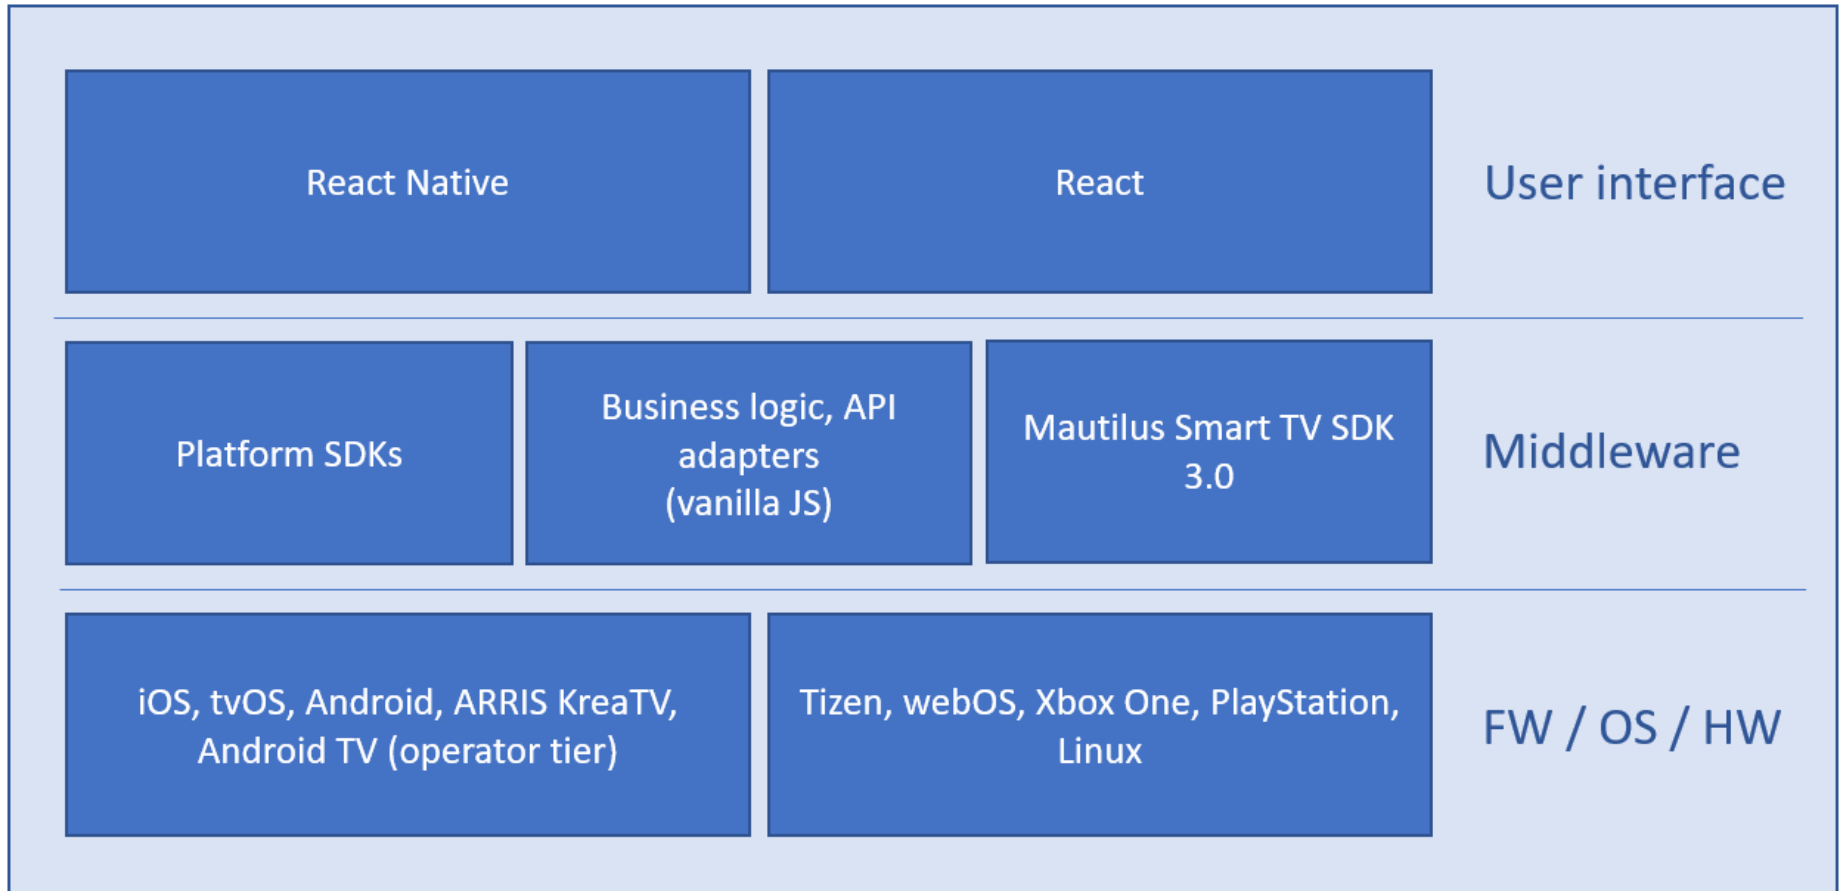 React Native
React
User interface
Platform SDKs
Business logic, API
adapters
(vanilla JS)
Mautilus Smart TV SDK
3.0
Middleware
iOS, tvOS, Android, ARRIS KreaTV,
Android TV (operator tier)
Tizen, webOS, Xbox One, PlayStation,
Linux
FW / OS / HW